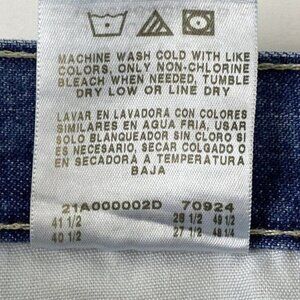 MACHINE WASH COLD WITH LIKE
COLORS, ONLY NON-CHLORINE
BLEACH WHEN NEEDED, TUMBLE
DRY LOW OR LINE DRY
LAVAR EN LAVADORA CON COLORES
SIMILARES EN AGUA FRIA, USAR
SOLO BLANQUEADOR SIN CLORO SI
ES NECESARIO, SECAR COLGADO O
EN SECADORA A TEMPERATURA
BAJA
21A000002D 70924
41 1/2 28 1/2 49 1/2
40 1/2 27 1/2 48 1/4